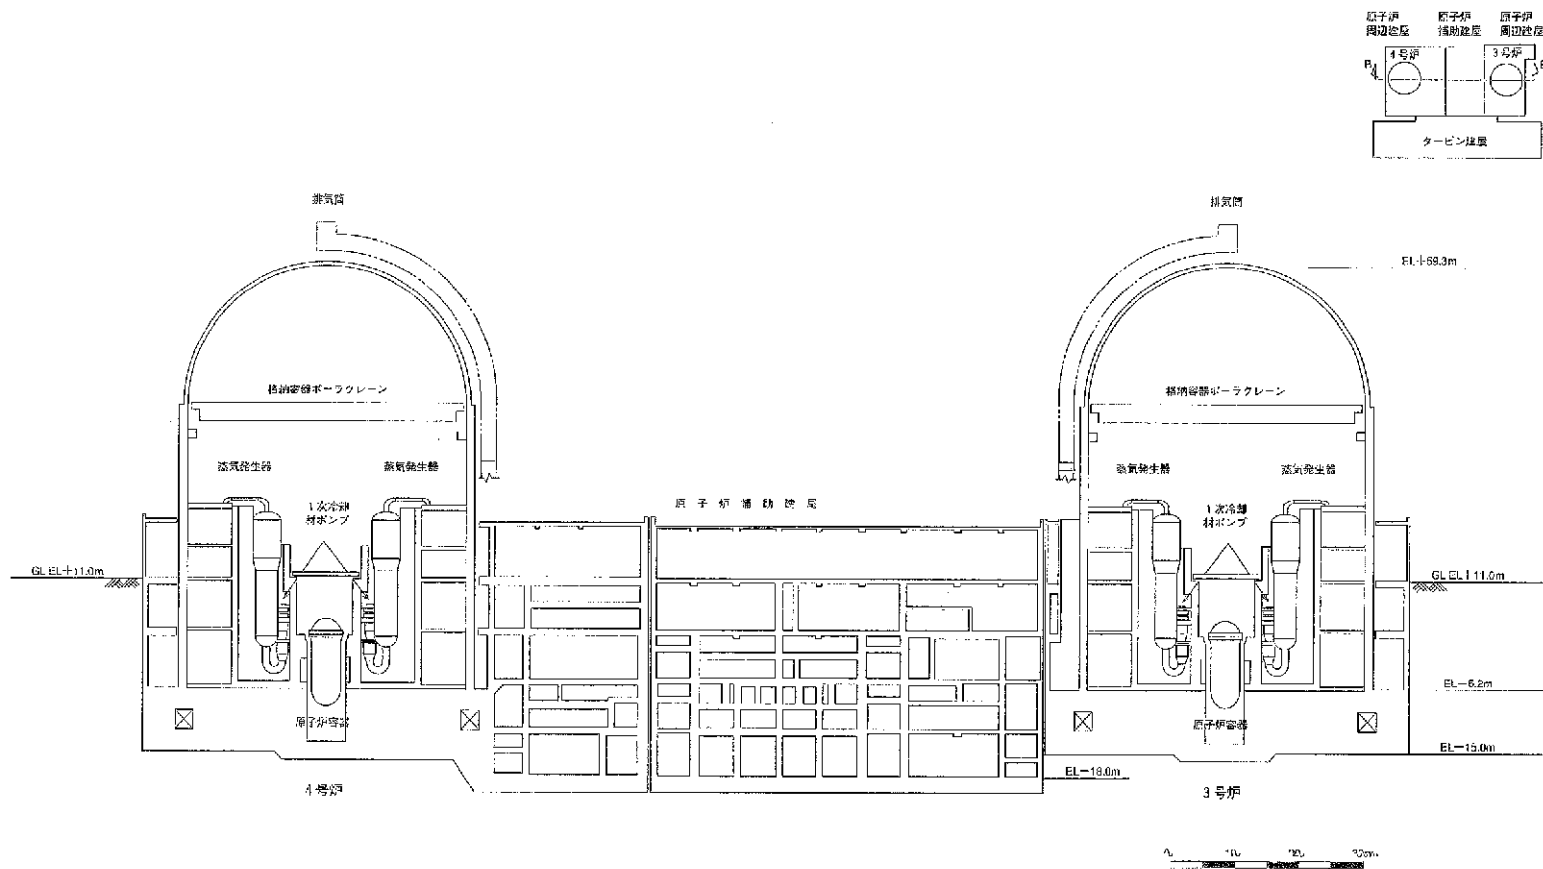 原子炉 原子炉 原子炉
周辺建屋 補助建屋 周辺建屋
4号炉 3号炉
B B
タービン建屋
排気筒 排気筒
EL+69.3m
格納容器ポーラクレーン 格納容器ポーラクレーン
蒸気発生器 蒸気発生器 蒸気発生器 蒸気発生器
原子炉補助建屋
1次冷却 1次冷却
材ポンプ 材ポンプ
GL EL+11.0m GL EL+11.0m
EL-6.2m
原子炉容器 原子炉容器
EL-15.0m
EL-18.0m
4号炉 3号炉
0 10 20 30m